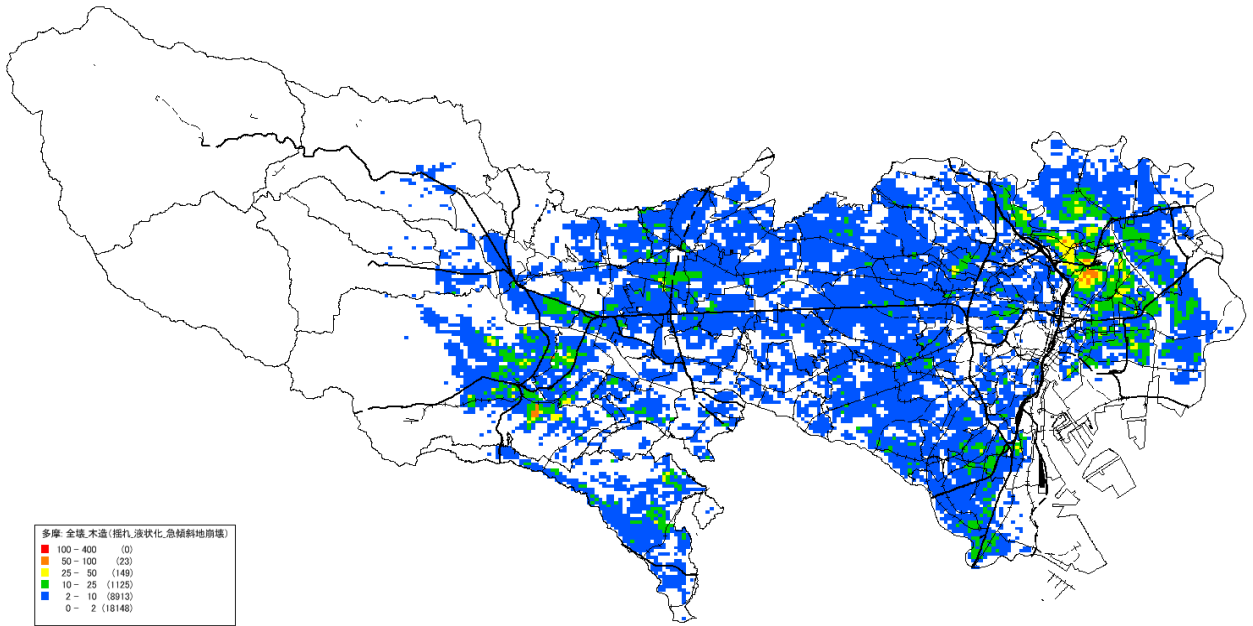 多摩: 全壊_木造(揺れ_液状化_急傾斜地崩壊)
100 - 400 (0)
50 - 100 (23)
25 - 50 (149)
10 - 25 (1125)
2 - 10 (8913)
0 - 2 (18148)